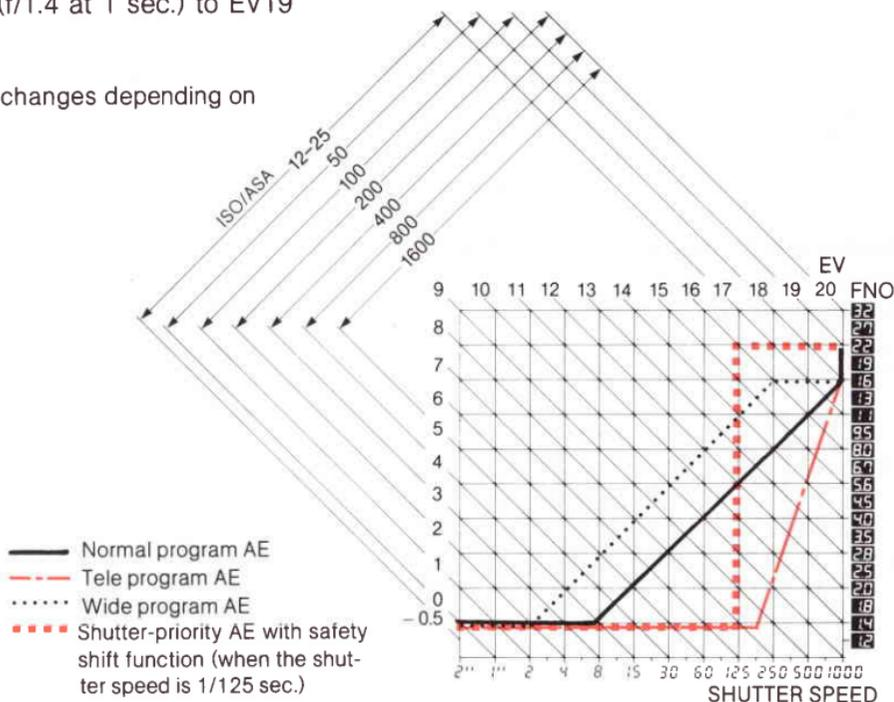 (f/1.4 at 1 sec.) to EV19
changes depending on
ISO/ASA 12-25
50
100
200
400
800
1600
EV
9 10 11 12 13 14 15 16 17 18 19 20 FNO
8
7
6
5
4
3
2
1
0
-0.5
32
27
22
19
16
13
11
9.5
8.0
6.7
5.6
4.5
4.0
3.5
2.8
2.5
2.0
1.8
1.4
1.2
2" 1" 2 4 8 15 30 60 125 250 500 1000
SHUTTER SPEED
Normal program AE
Tele program AE
Wide program AE
Shutter-priority AE with safety
shift function (when the shut-
ter speed is 1/125 sec.)